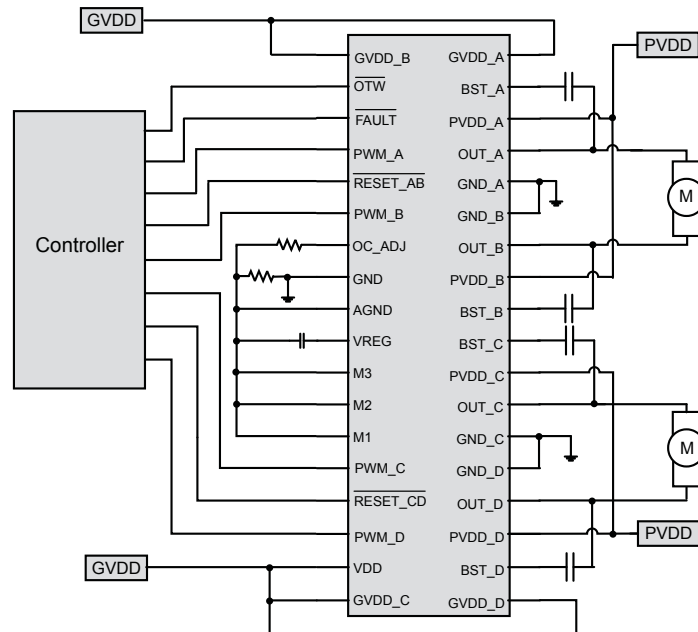 GVDD
PVDD
GVDD_B
GVDD_A
OTW
BST_A
FAULT
PVDD_A
PWM_A
OUT_A
RESET_AB
GND_A
M
PWM_B
GND_B
Controller
OC_ADJ
OUT_B
GND
PVDD_B
AGND
BST_B
VREG
BST_C
M3
PVDD_C
M2
OUT_C
M1
GND_C
M
PWM_C
GND_D
RESET_CD
OUT_D
PWM_D
PVDD_D
PVDD
GVDD
VDD
BST_D
GVDD_C
GVDD_D